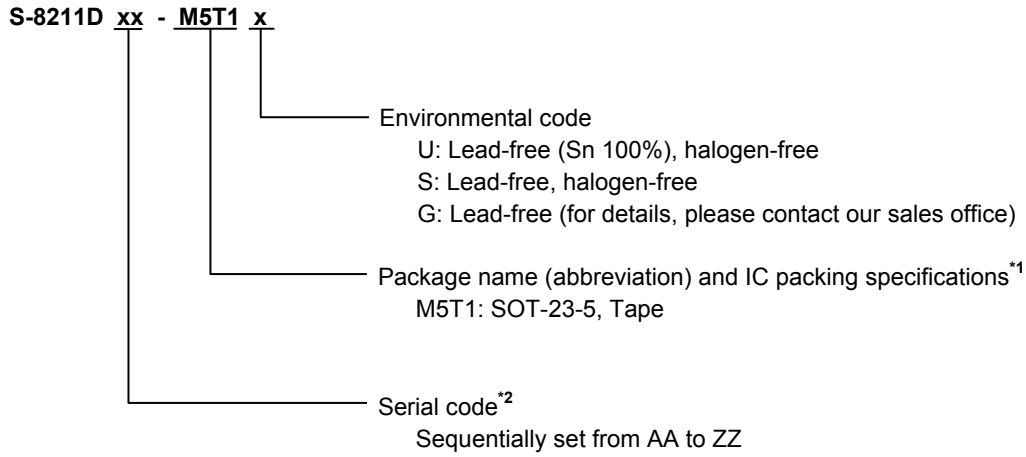 S-8211D xx - M5T1 x
Environmental code
U: Lead-free (Sn 100%), halogen-free
S: Lead-free, halogen-free
G: Lead-free (for details, please contact our sales office)
Package name (abbreviation) and IC packing specifications*1
M5T1: SOT-23-5, Tape
Serial code*2
Sequentially set from AA to ZZ